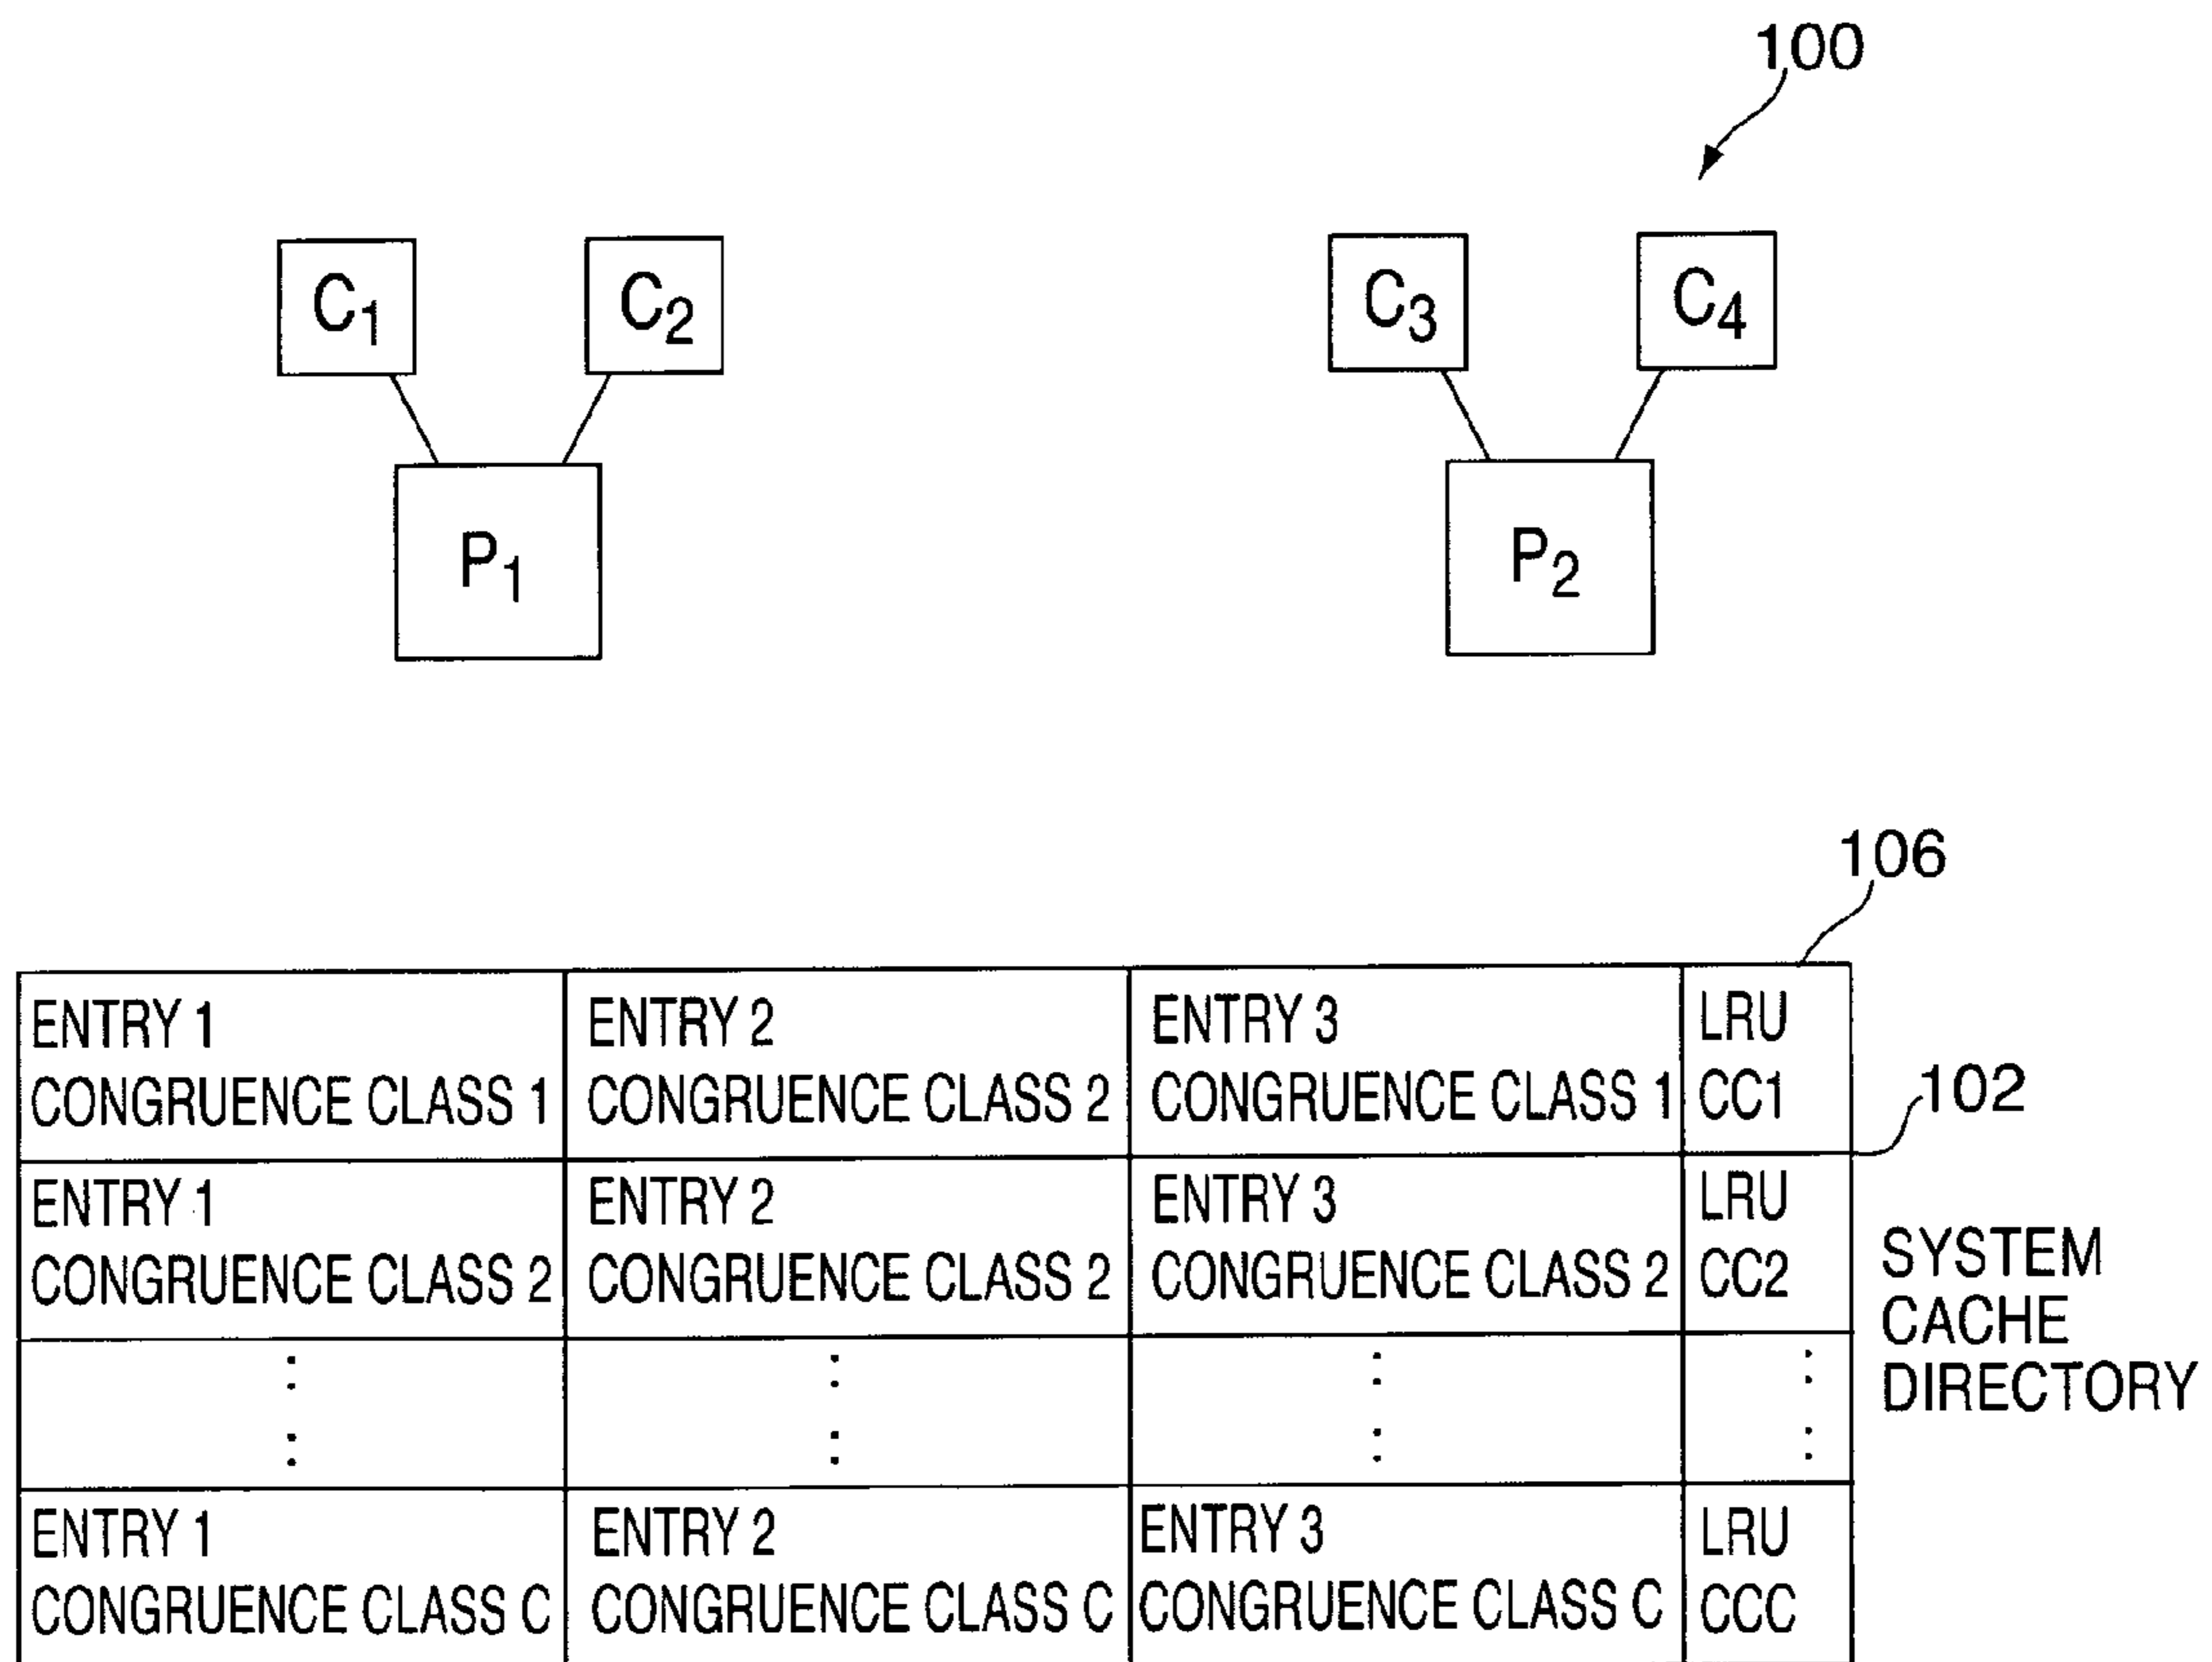 100
C1 C2 C3 C4
P1 P2
106
ENTRY 1 ENTRY 2 ENTRY 3 LRU
CONGRUENCE CLASS 1 CONGRUENCE CLASS 2 CONGRUENCE CLASS 1 CC1
102
ENTRY 1 ENTRY 2 ENTRY 3 LRU
CONGRUENCE CLASS 2 CONGRUENCE CLASS 2 CONGRUENCE CLASS 2 CC2
SYSTEM
CACHE
DIRECTORY
ENTRY 1 ENTRY 2 ENTRY 3 LRU
CONGRUENCE CLASS C CONGRUENCE CLASS C CONGRUENCE CLASS C CCC